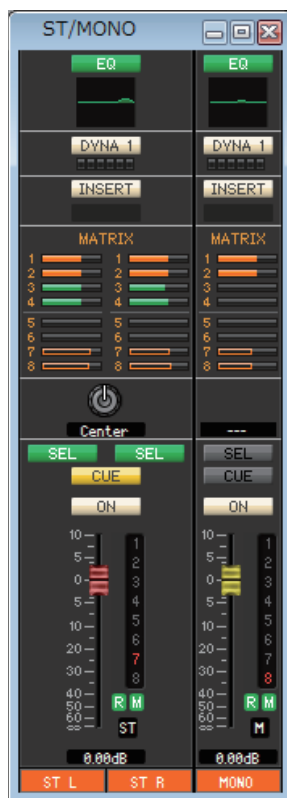 ST/MONO
EQ EQ
DYNA 1 DYNA 1
INSERT INSERT
MATRIX MATRIX
1 1 1
2 2 2
3 3 3
4 4 4
5 5 5
6 6 6
7 7 7
8 8 8
Center ---
SEL SEL SEL
CUE CUE
ON ON
10 1 10 1
5 2 5 2
0 3 0 3
5 4 5 4
10 5 10 5
20 6 20 6
30 7 30 7
40 8 40 8
50 R M 50 R M
60 60
∞ ST ∞ M
0.00dB 0.00dB
ST L ST R MONO